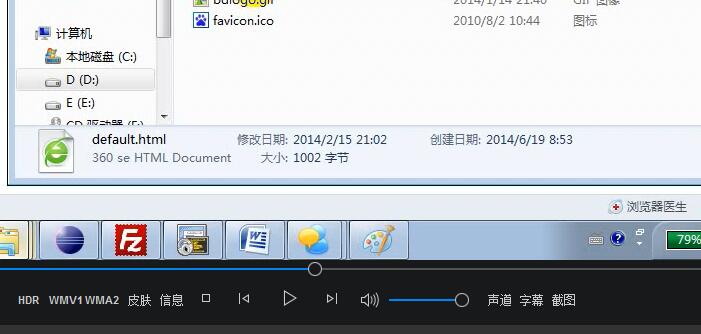 bdlogo.gif 2014/1/14 21:40 GIF 图像
favicon.ico 2010/8/2 10:44 图标
计算机
本地磁盘 (C:)
D (D:)
E (E:)
CD 驱动器 (F:)
default.html 修改日期: 2014/2/15 21:02 创建日期: 2014/6/19 8:53
360 se HTML Document 大小: 1002 字节
浏览器医生
Fz
W
79%
HDR WMV1 WMA2 皮肤 信息 声道 字幕 截图